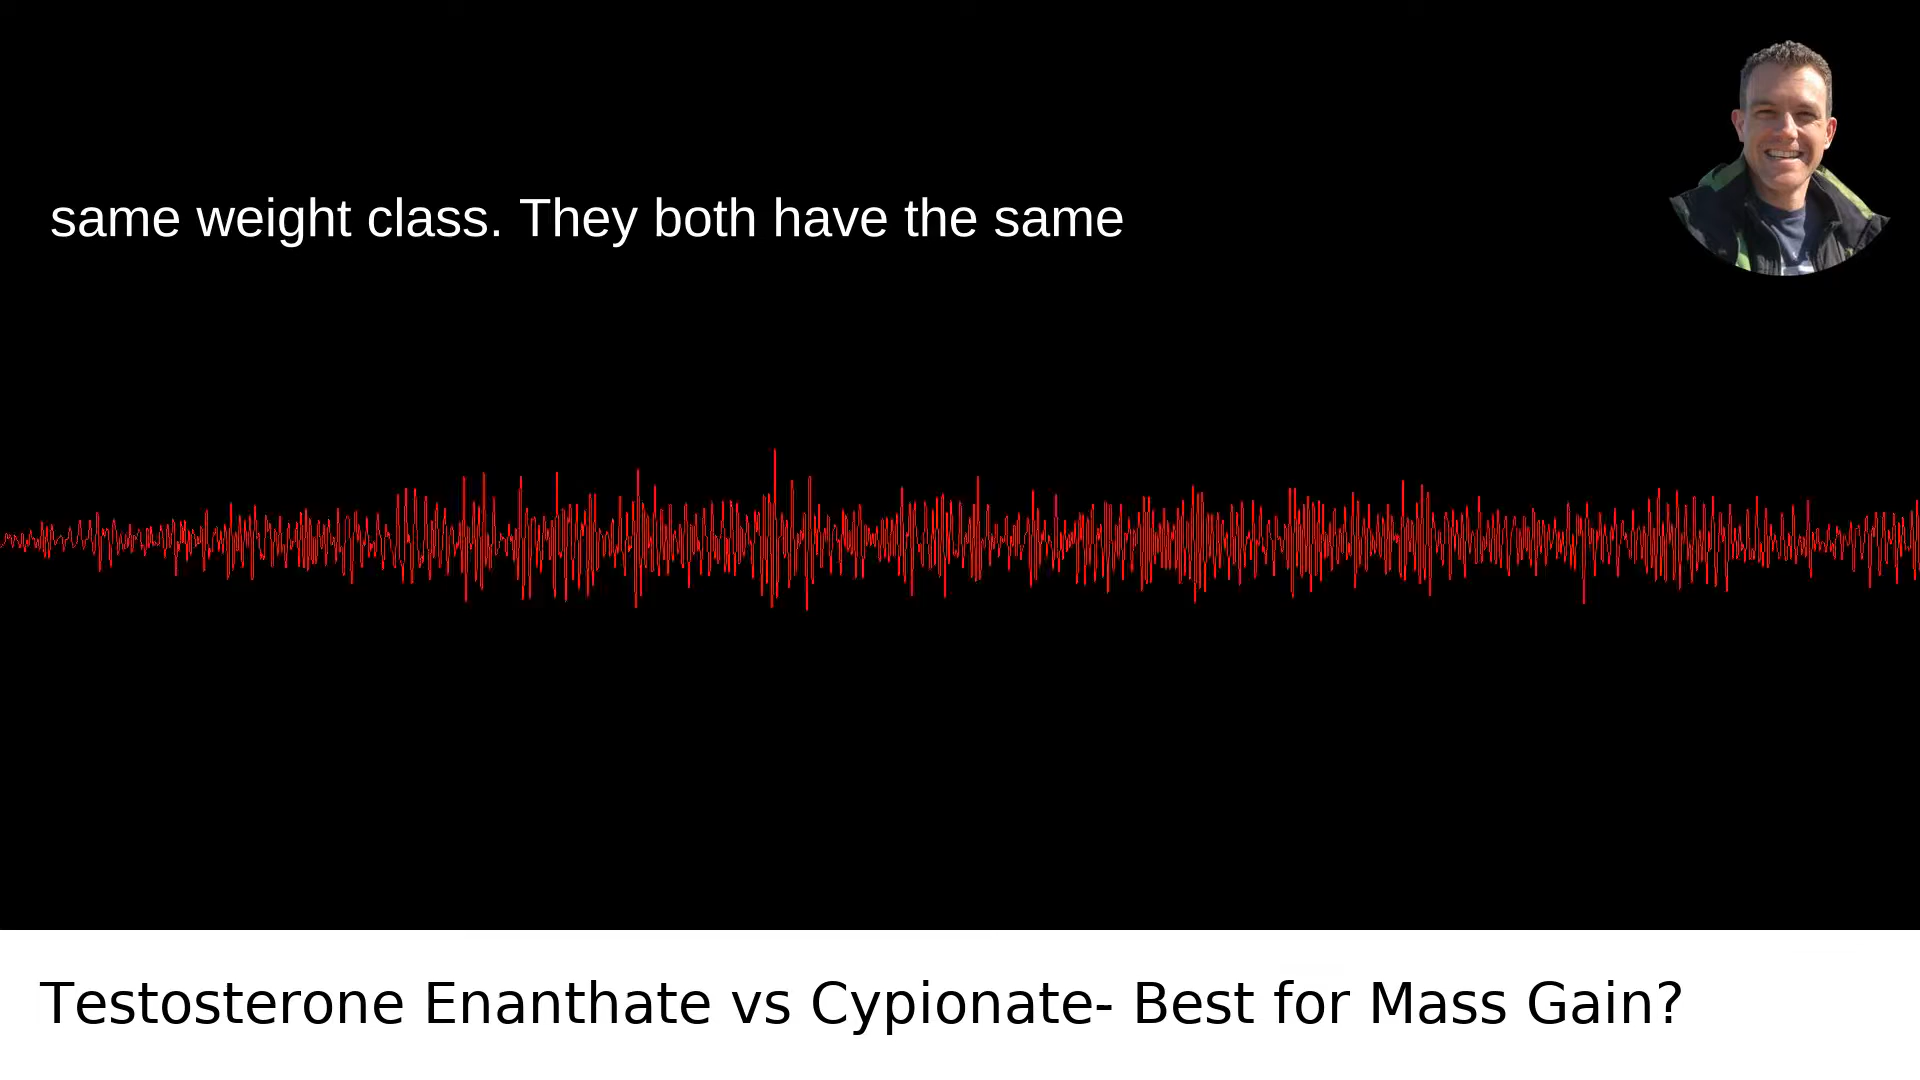 same weight class. They both have the same
Testosterone Enanthate vs Cypionate- Best for Mass Gain?